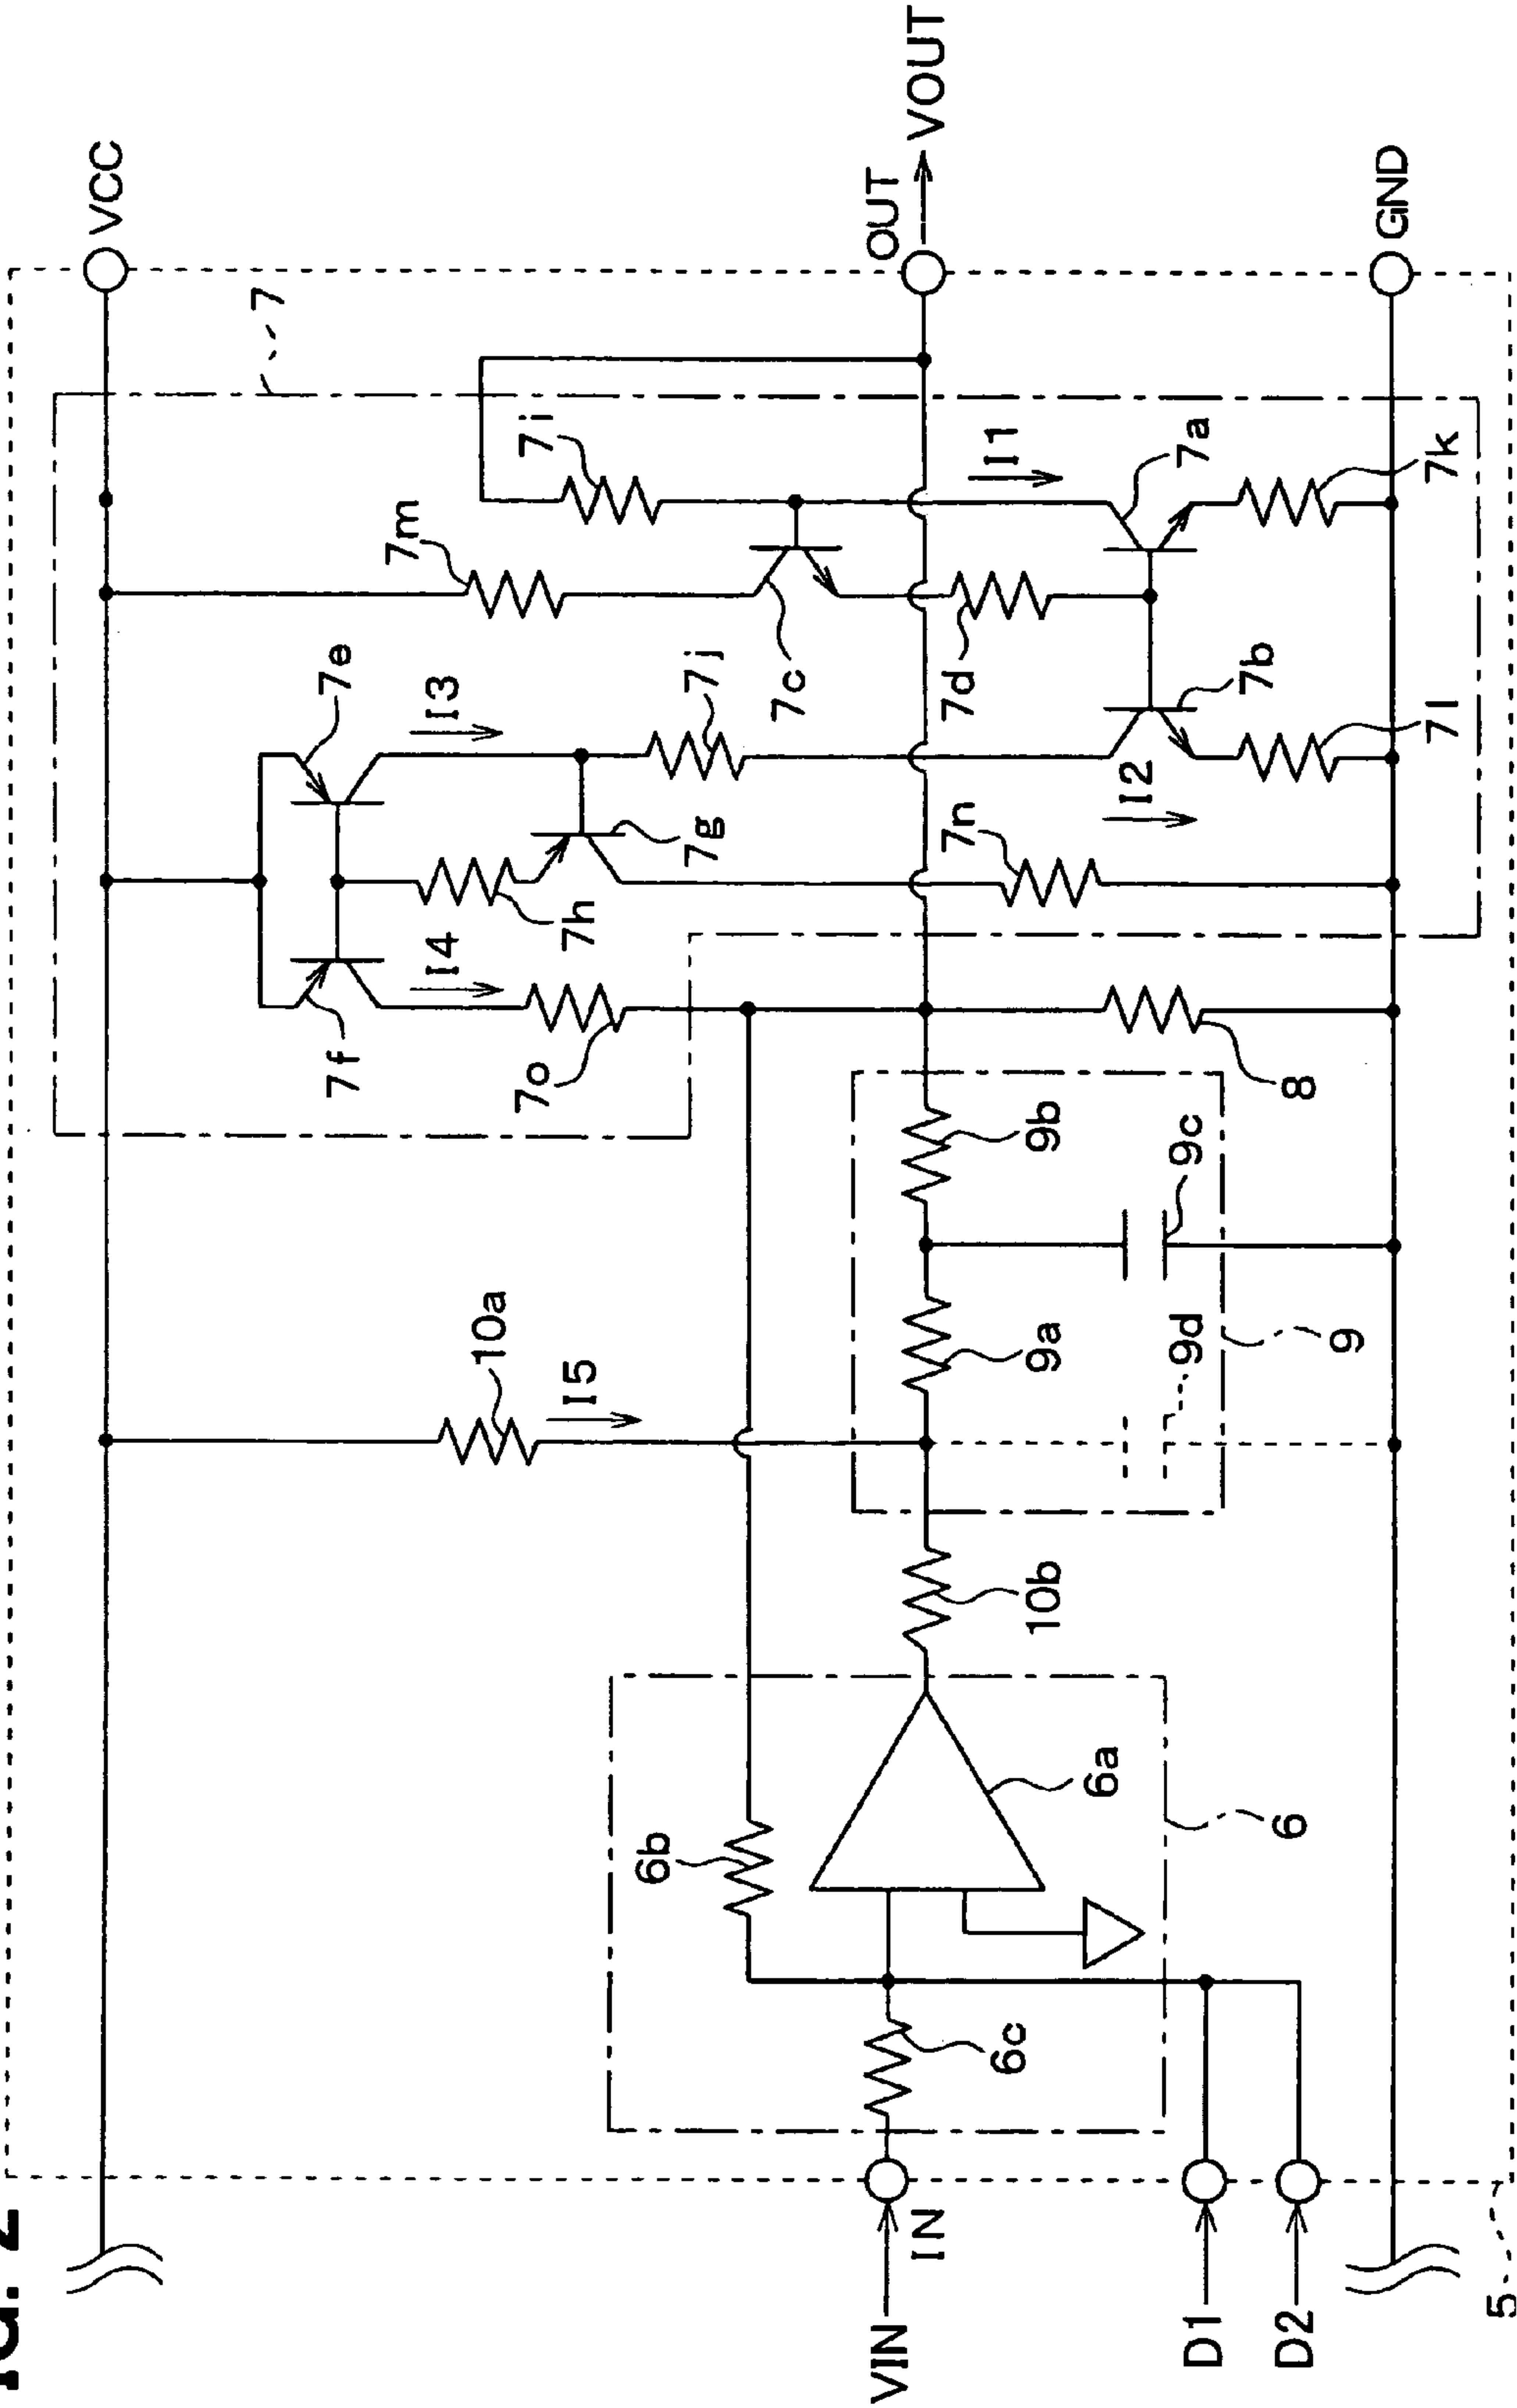 VCC
7
7f
7e
7m
I4
I3
10a
7o
7i
I5
7h
6b
7g
7j
7c
VIN
OUT
IN
VOUT
7n
7d
6c
I1
10b
9a
9b
6a
I2
9d
9c
7a
D1
7b
D2
6
8
9
GND
7l
7k
5